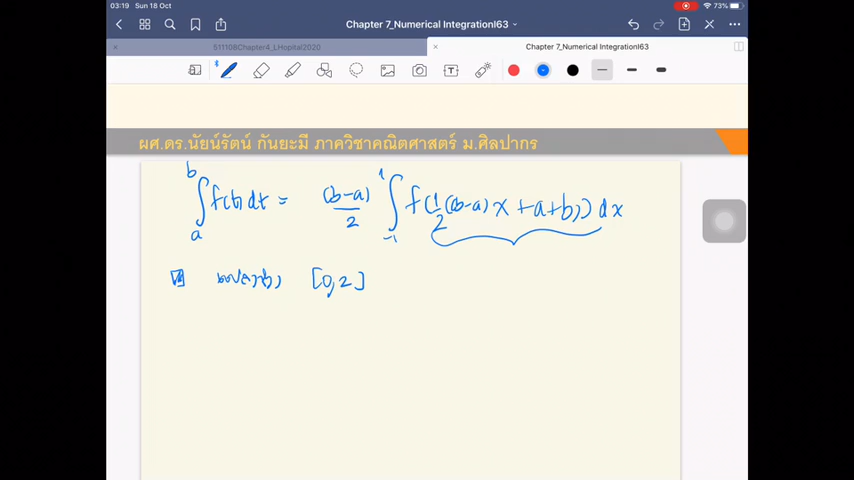 03:19 Sun 18 Oct
73%
Chapter 7_Numerical IntegrationI63
511108Chapter4_LHopital2020
Chapter 7_Numerical IntegrationI63
ผศ.ดร.นัยน์รัตน์ กันยะมี ภาควิชาคณิตศาสตร์ ม.ศิลปากร
∫_a^b f(t) dt = (b-a)/2 ∫_{-1}^1 f(1/2((b-a)x + a+b)) dx
[0,2]